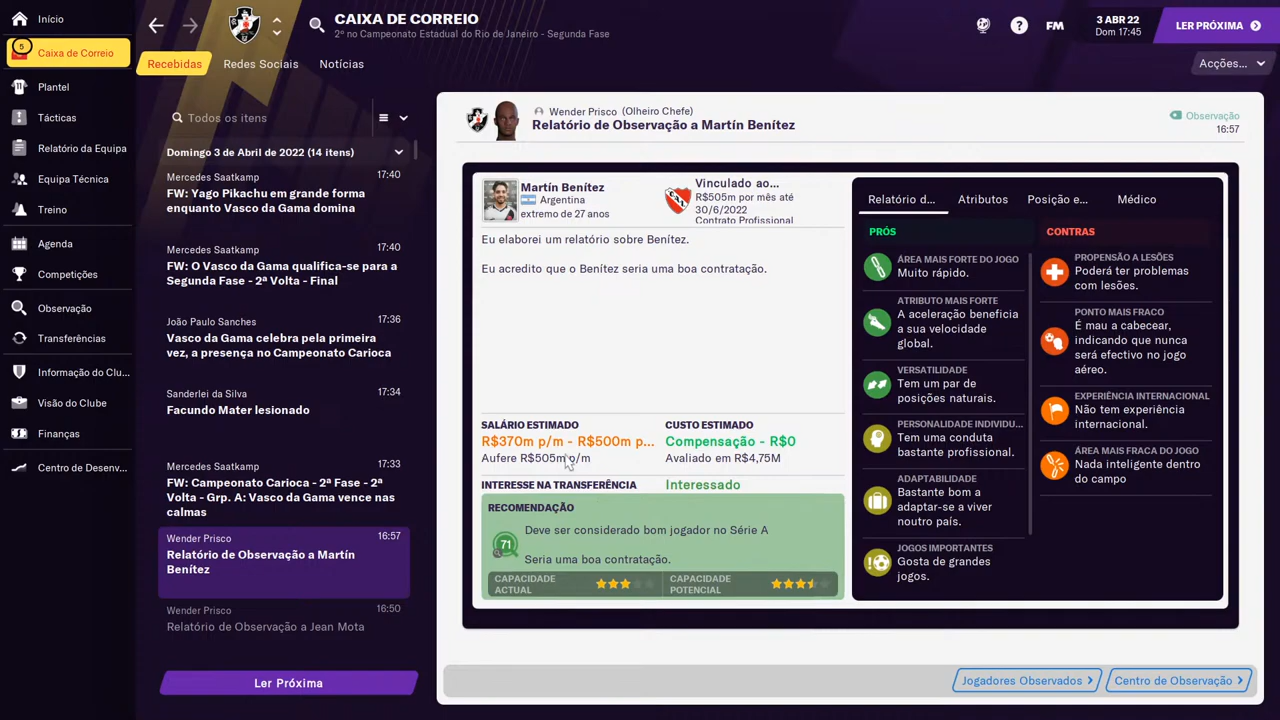 Início
5
Caixa de Correio
Plantel
Tácticas
Relatório da Equipa
Equipa Técnica
Treino
Agenda
Competições
Observação
Transferências
Informação do Clu...
Visão do Clube
Finanças
Centro de Desenv...
CAIXA DE CORREIO
2º no Campeonato Estadual do Rio de Janeiro - Segunda Fase
?
FM
3 ABR 22
Dom 17:45
LER PRÓXIMA
Recebidas
Redes Sociais
Notícias
Acções...
Todos os itens
Domingo 3 de Abril de 2022 (14 itens)
Mercedes Saatkamp 17:40
FW: Yago Pikachu em grande forma
enquanto Vasco da Gama domina
Mercedes Saatkamp 17:40
FW: O Vasco da Gama qualifica-se para a
Segunda Fase - 2ª Volta - Final
João Paulo Sanches 17:36
Vasco da Gama celebra pela primeira
vez, a presença no Campeonato Carioca
Sanderlei da Silva 17:34
Facundo Mater lesionado
Mercedes Saatkamp 17:33
FW: Campeonato Carioca - 2ª Fase - 2ª
Volta - Grp. A: Vasco da Gama vence nas
calmas
Wender Prisco 16:57
Relatório de Observação a Martín
Benítez
Wender Prisco 16:50
Relatório de Observação a Jean Mota
Ler Próxima
Wender Prisco (Olheiro Chefe)
Relatório de Observação a Martín Benítez
Observação
16:57
Martín Benítez
Argentina
extremo de 27 anos
Vinculado ao...
R$505m por mês até
30/6/2022
Contrato Profissional
Eu elaborei um relatório sobre Benítez.
Eu acredito que o Benítez seria uma boa contratação.
SALÁRIO ESTIMADO
R$370m p/m - R$500m p...
Aufere R$505m p/m
CUSTO ESTIMADO
Compensação - R$0
Avaliado em R$4,75M
INTERESSE NA TRANSFERÊNCIA
Interessado
RECOMENDAÇÃO
71
Deve ser considerado bom jogador no Série A
Seria uma boa contratação.
CAPACIDADE
ACTUAL
CAPACIDADE
POTENCIAL
Relatório d...
Atributos
Posição e...
Médico
PRÓS
ÁREA MAIS FORTE DO JOGO
Muito rápido.
ATRIBUTO MAIS FORTE
A aceleração beneficia
a sua velocidade
global.
VERSATILIDADE
Tem um par de
posições naturais.
PERSONALIDADE INDIVIDU...
Tem uma conduta
bastante profissional.
ADAPTABILIDADE
Bastante bom a
adaptar-se a viver
noutro país.
JOGOS IMPORTANTES
Gosta de grandes
jogos.
CONTRAS
PROPENSÃO A LESÕES
Poderá ter problemas
com lesões.
PONTO MAIS FRACO
É mau a cabecear,
indicando que nunca
será efectivo no jogo
aéreo.
EXPERIÊNCIA INTERNACIONAL
Não tem experiência
internacional.
ÁREA MAIS FRACA DO JOGO
Nada inteligente dentro
do campo
Jogadores Observados
Centro de Observação